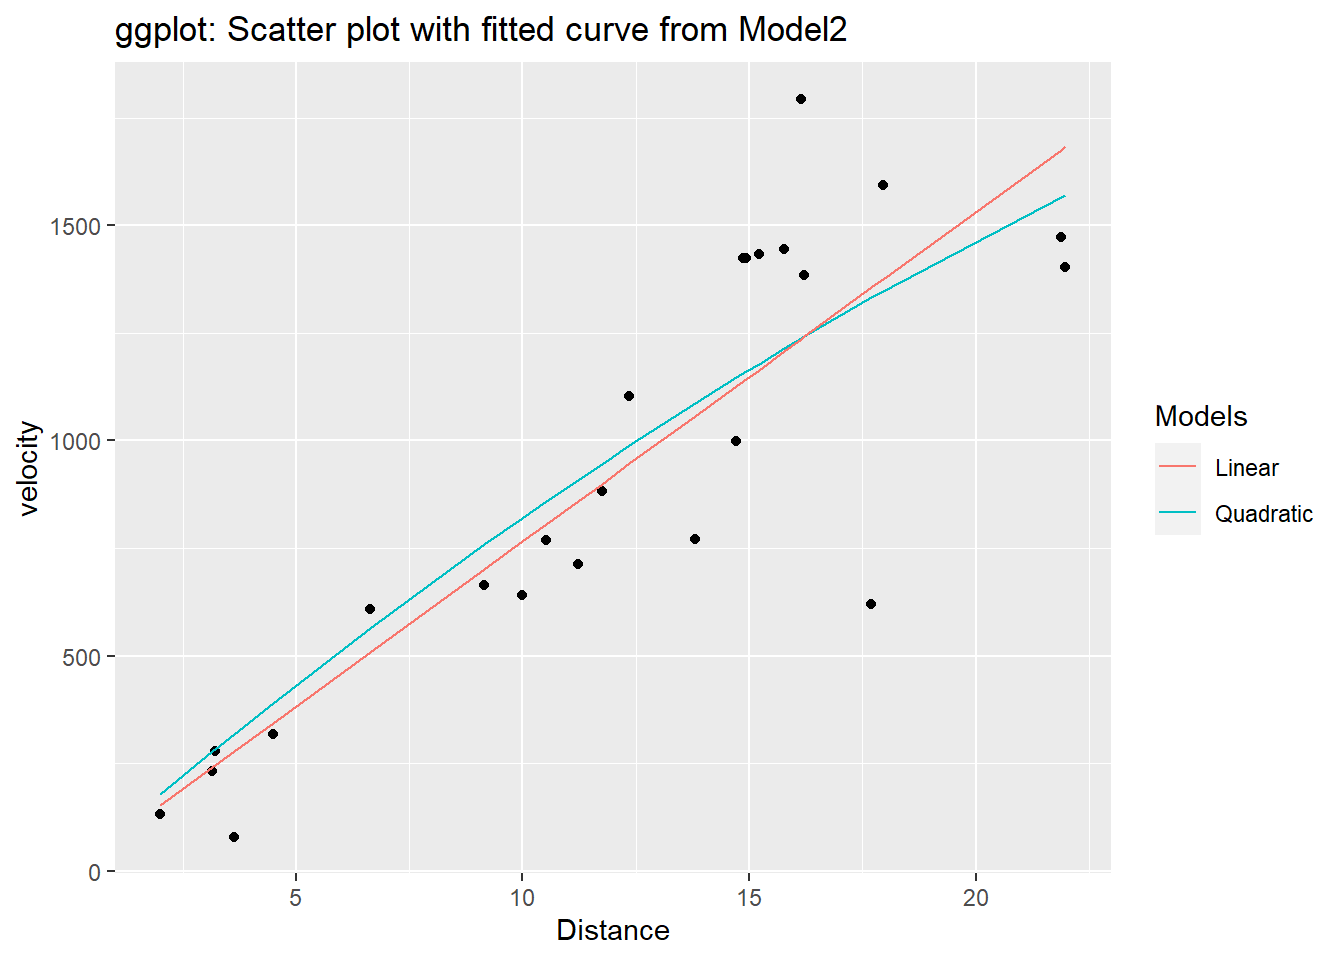 ggplot: Scatter plot with fitted curve from Model2
1500
1000
500
0
velocity
5 10 15 20
Distance
Models
Linear
Quadratic